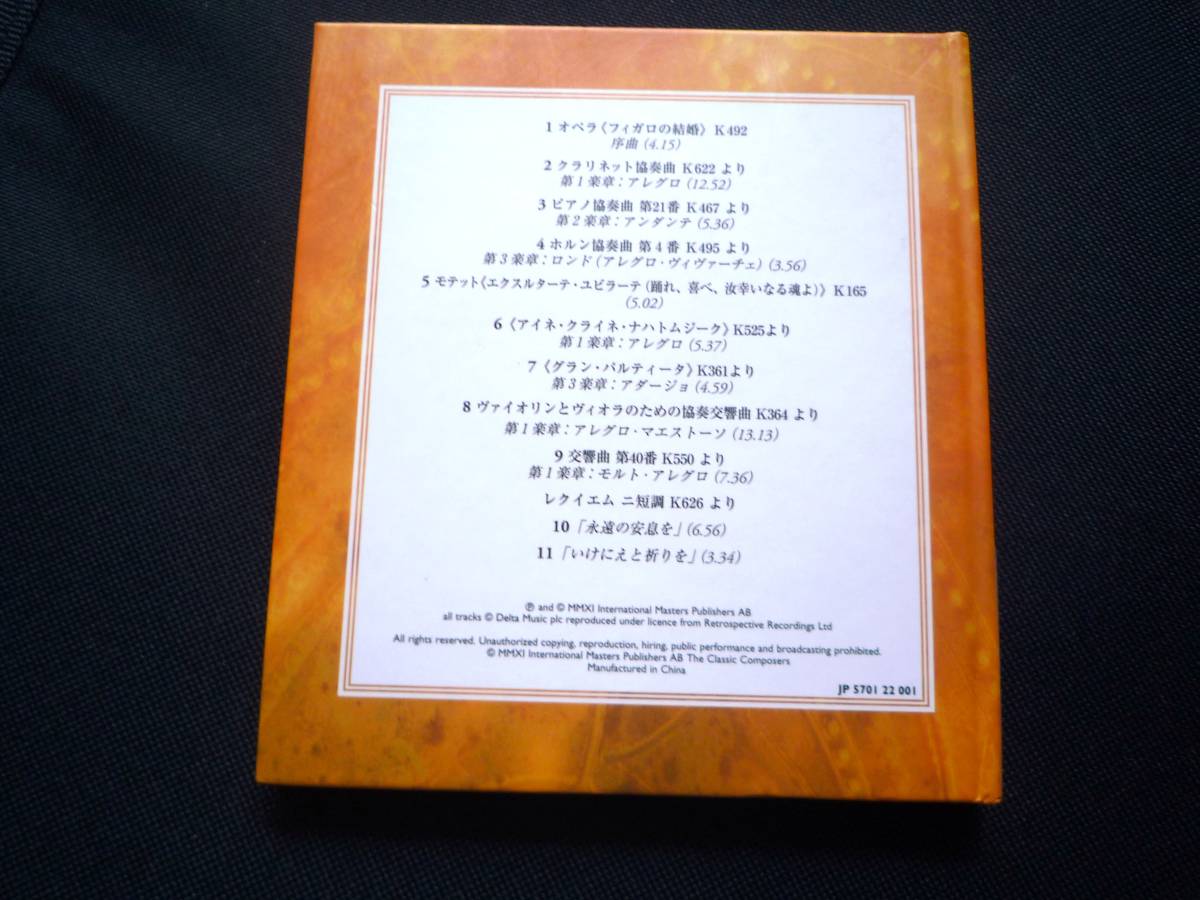 1 オペラ《フィガロの結婚》 K492
序曲 (4.15)
2 クラリネット協奏曲 K622 より
第1楽章：アレグロ (12.52)
3 ピアノ協奏曲 第21番 K467 より
第2楽章：アンダンテ (5.36)
4 ホルン協奏曲 第4番 K495 より
第3楽章：ロンド (アレグロ・ヴィヴァーチェ) (3.56)
5 モテット《エクスルターテ・ユビラーテ (踊れ、喜べ、汝幸いなる魂よ)》 K165
(5.02)
6 《アイネ・クライネ・ナハトムジーク》 K525より
第1楽章：アレグロ (5.37)
7 《グラン・パルティータ》 K361より
第3楽章：アダージョ (4.59)
8 ヴァイオリンとヴィオラのための協奏交響曲 K364 より
第1楽章：アレグロ・マエストーソ (13.13)
9 交響曲 第40番 K550 より
第1楽章：モルト・アレグロ (7.36)
レクイエム ニ短調 K626 より
10 「永遠の安息を」 (6.56)
11 「いけにえと祈りを」 (3.34)
℗ and © MMXI International Masters Publishers AB
all tracks © Delta Music plc reproduced under licence from Retrospective Recordings Ltd
All rights reserved. Unauthorized copying, reproduction, hiring, public performance and broadcasting prohibited.
© MMXI International Masters Publishers AB The Classic Composers
Manufactured in China
JP 5701 22 001